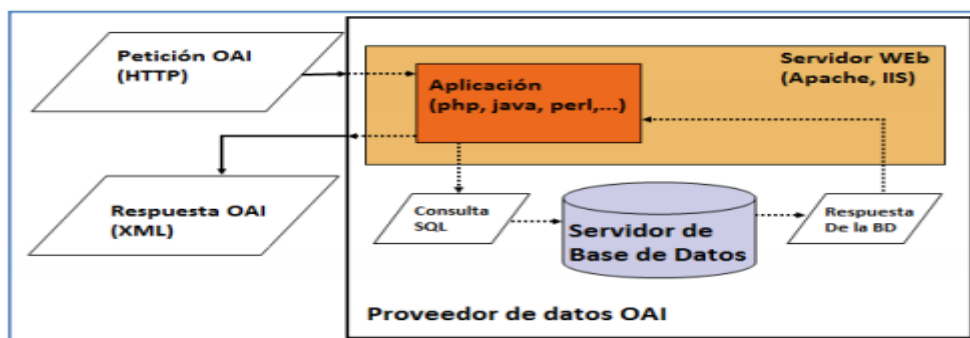 Petición OAI
(HTTP)
Servidor WEb
(Apache, IIS)
Aplicación
(php, java, perl,...)
Respuesta OAI
(XML)
Consulta
SQL
Servidor de
Base de Datos
Respuesta
De la BD
Proveedor de datos OAI